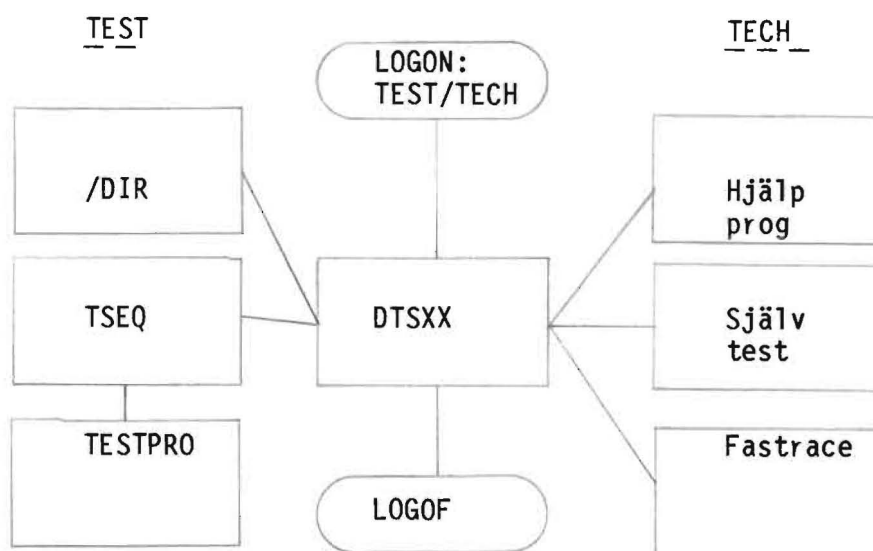 TEST
TECH
LOGON:
TEST/TECH
/DIR
Hjälp
prog
TSEQ
DTSXX
Själv
test
TESTPRO
Fastrace
LOGOF